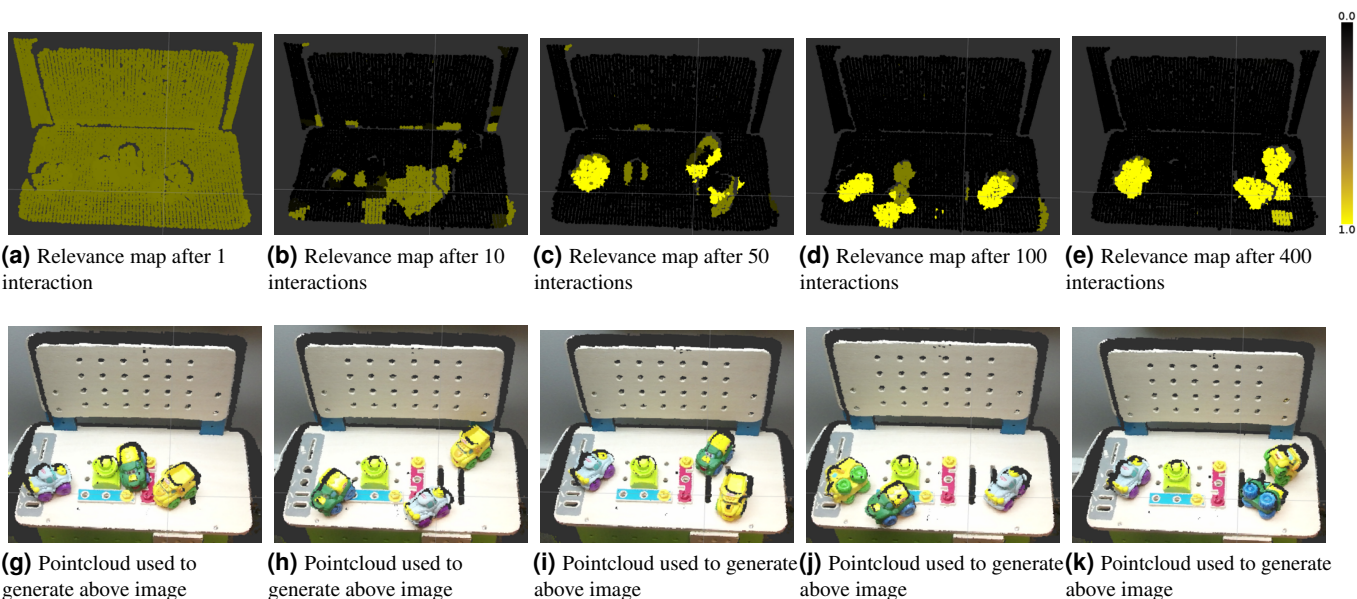 0.0
1.0
(a) Relevance map after 1
interaction
(b) Relevance map after 10
interactions
(c) Relevance map after 50
interactions
(d) Relevance map after 100
interactions
(e) Relevance map after 400
interactions
(g) Pointcloud used to
generate above image
(h) Pointcloud used to
generate above image
(i) Pointcloud used to generate
above image
(j) Pointcloud used to generate
above image
(k) Pointcloud used to generate
above image